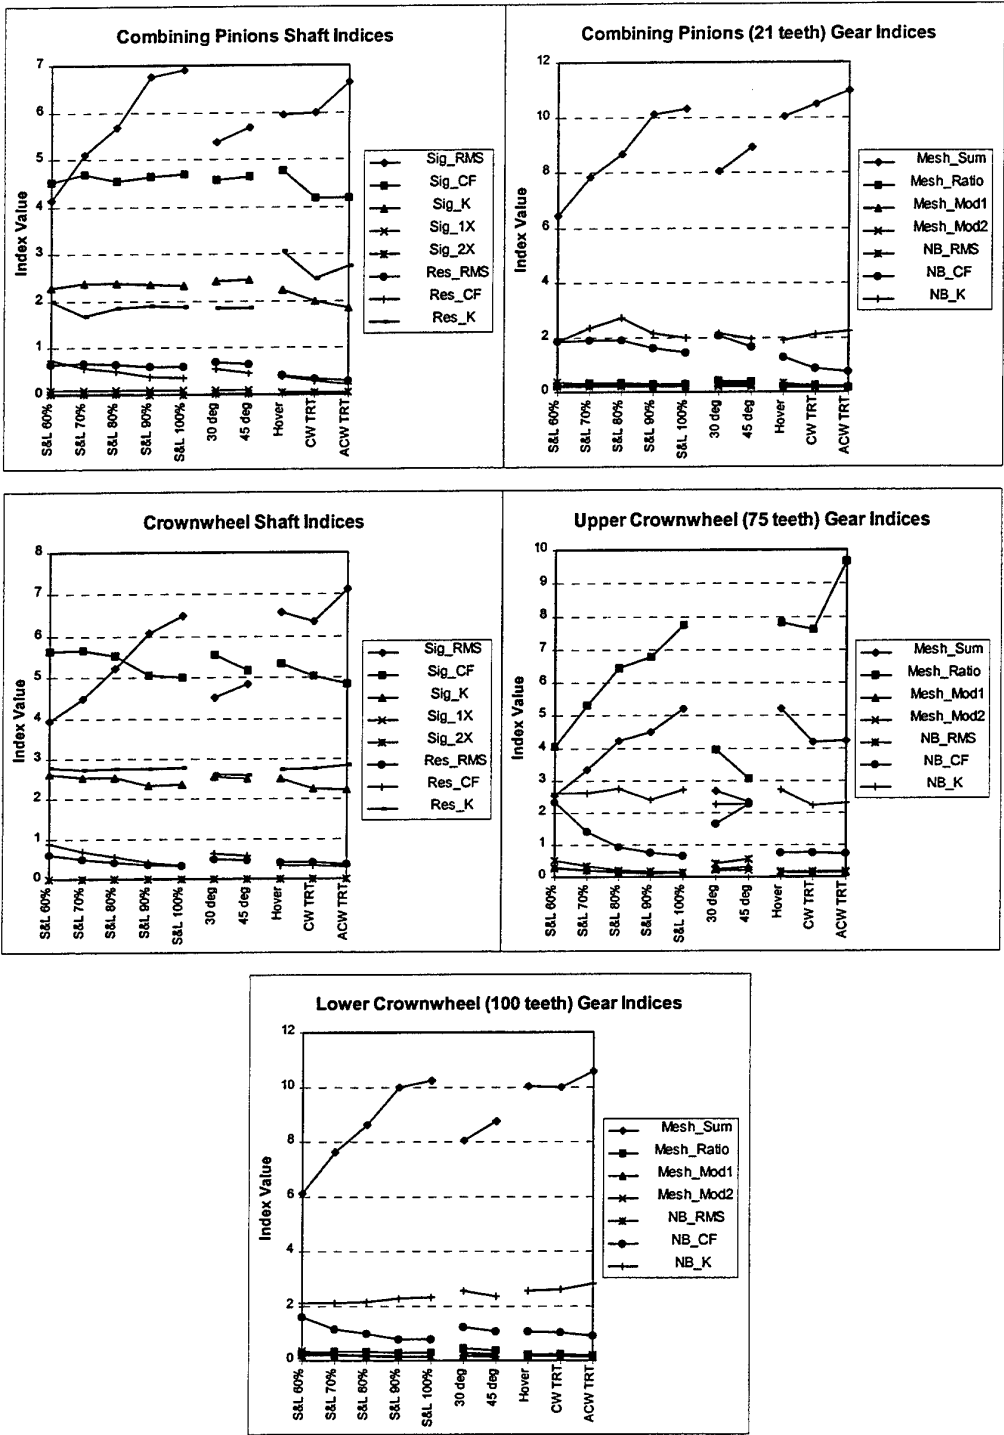 Combining Pinions Shaft Indices
7
6
5
4
3
2
1
0
Index Value
S&L 60%
S&L 70%
S&L 80%
S&L 90%
S&L 100%
30 deg
45 deg
Hover
CW TRT
ACW TRT
Sig_RMS
Sig_CF
Sig_K
Sig_1X
Sig_2X
Res_RMS
Res_CF
Res_K
Combining Pinions (21 teeth) Gear Indices
12
10
8
6
4
2
0
Index Value
S&L 60%
S&L 70%
S&L 80%
S&L 90%
S&L 100%
30 deg
45 deg
Hover
CW TRT
ACW TRT
Mesh_Sum
Mesh_Ratio
Mesh_Mod1
Mesh_Mod2
NB_RMS
NB_CF
NB_K
Crownwheel Shaft Indices
8
7
6
5
4
3
2
1
0
Index Value
S&L 60%
S&L 70%
S&L 80%
S&L 90%
S&L 100%
30 deg
45 deg
Hover
CW TRT
ACW TRT
Sig_RMS
Sig_CF
Sig_K
Sig_1X
Sig_2X
Res_RMS
Res_CF
Res_K
Upper Crownwheel (75 teeth) Gear Indices
10
9
8
7
6
5
4
3
2
1
0
Index Value
S&L 60%
S&L 70%
S&L 80%
S&L 90%
S&L 100%
30 deg
45 deg
Hover
CW TRT
ACW TRT
Mesh_Sum
Mesh_Ratio
Mesh_Mod1
Mesh_Mod2
NB_RMS
NB_CF
NB_K
Lower Crownwheel (100 teeth) Gear Indices
12
10
8
6
4
2
0
Index Value
S&L 60%
S&L 70%
S&L 80%
S&L 90%
S&L 100%
30 deg
45 deg
Hover
CW TRT
ACW TRT
Mesh_Sum
Mesh_Ratio
Mesh_Mod1
Mesh_Mod2
NB_RMS
NB_CF
NB_K